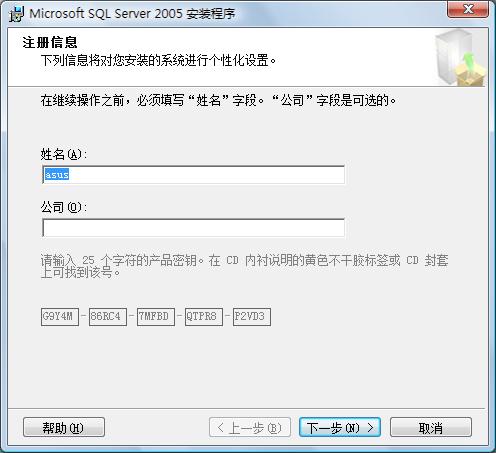 Microsoft SQL Server 2005 安装程序
注册信息
下列信息将对您安装的系统进行个性化设置。
在继续操作之前，必须填写“姓名”字段。“公司”字段是可选的。
姓名(A):
asus
公司(O):
请输入 25 个字符的产品密钥。在 CD 内衬说明的黄色不干胶标签或 CD 封套
上可找到该号。
G9Y4M - 86RC4 - 7MFBD - QTPR8 - P2VD3
帮助(H) < 上一步(B) 下一步(N) > 取消